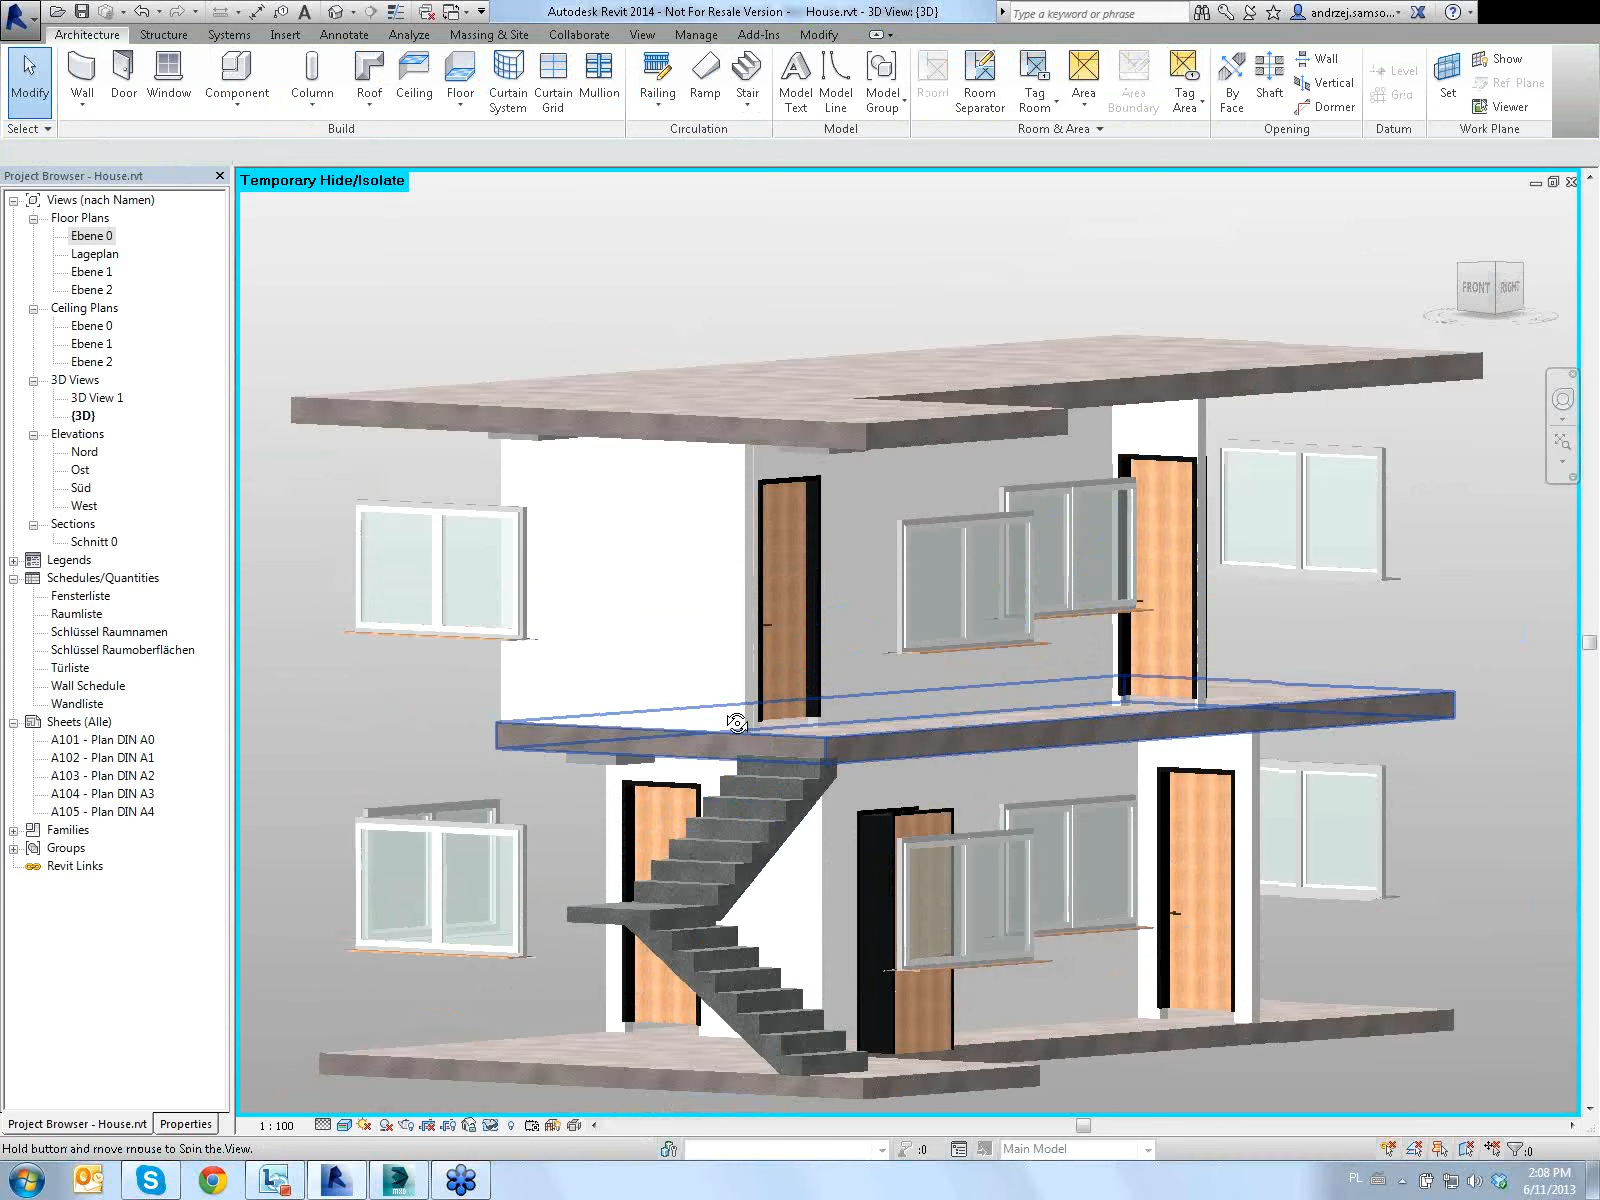 Autodesk Revit 2014 - Not For Resale Version - House.rvt - 3D View: {3D}
Type a keyword or phrase
andrzej.samso...
Architecture Structure Systems Insert Annotate Analyze Massing & Site Collaborate View Manage Add-Ins Modify
Modify
Wall
Door
Window
Component
Column
Roof
Ceiling
Floor
Curtain System
Curtain Grid
Mullion
Railing
Ramp
Stair
Model Text
Model Line
Model Group
Room
Room Separator
Tag Room
Area
Area Boundary
Tag Area
By Face
Shaft
Wall
Vertical
Dormer
Level
Grid
Set
Show
Ref Plane
Viewer
Select
Build
Circulation
Model
Room & Area
Opening
Datum
Work Plane
Project Browser - House.rvt
Views (nach Namen)
Floor Plans
Ebene 0
Lageplan
Ebene 1
Ebene 2
Ceiling Plans
Ebene 0
Ebene 1
Ebene 2
3D Views
3D View 1
{3D}
Elevations
Nord
Ost
Süd
West
Sections
Schnitt 0
Legends
Schedules/Quantities
Fensterliste
Raumliste
Schlüssel Raumnamen
Schlüssel Raumoberflächen
Türliste
Wall Schedule
Wandliste
Sheets (Alle)
A101 - Plan DIN A0
A102 - Plan DIN A1
A103 - Plan DIN A2
A104 - Plan DIN A3
A105 - Plan DIN A4
Families
Groups
Revit Links
Project Browser - House.rvt
Properties
Temporary Hide/Isolate
FRONT
RIGHT
1 : 100
Hold button and move mouse to Spin the View.
:0
Main Model
:0
PL
2:08 PM
6/11/2013